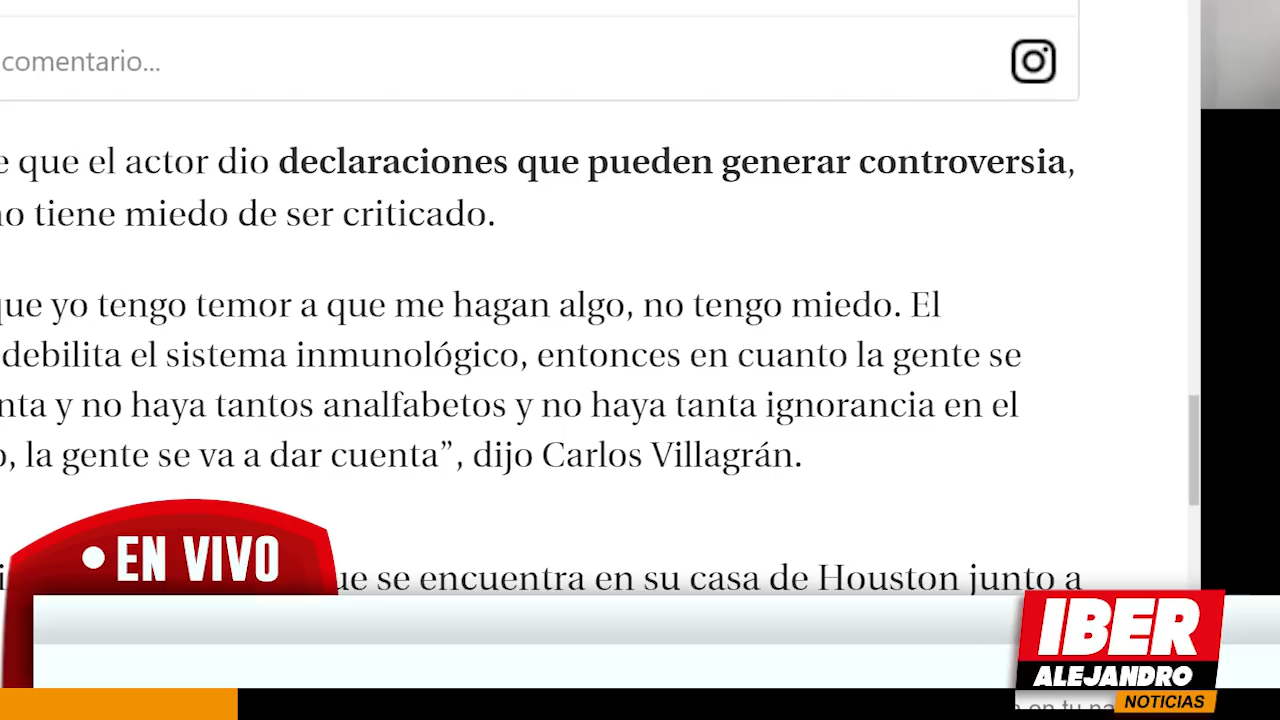 comentario...
que el actor dio declaraciones que pueden generar controversia,
no tiene miedo de ser criticado.
que yo tengo temor a que me hagan algo, no tengo miedo. El
debilita el sistema inmunológico, entonces en cuanto la gente se
nta y no haya tantos analfabetos y no haya tanta ignorancia en el
o, la gente se va a dar cuenta”, dijo Carlos Villagrán.
EN VIVO
ue se encuentra en su casa de Houston junto a
IBER
ALEJANDRO
NOTICIAS
en tu